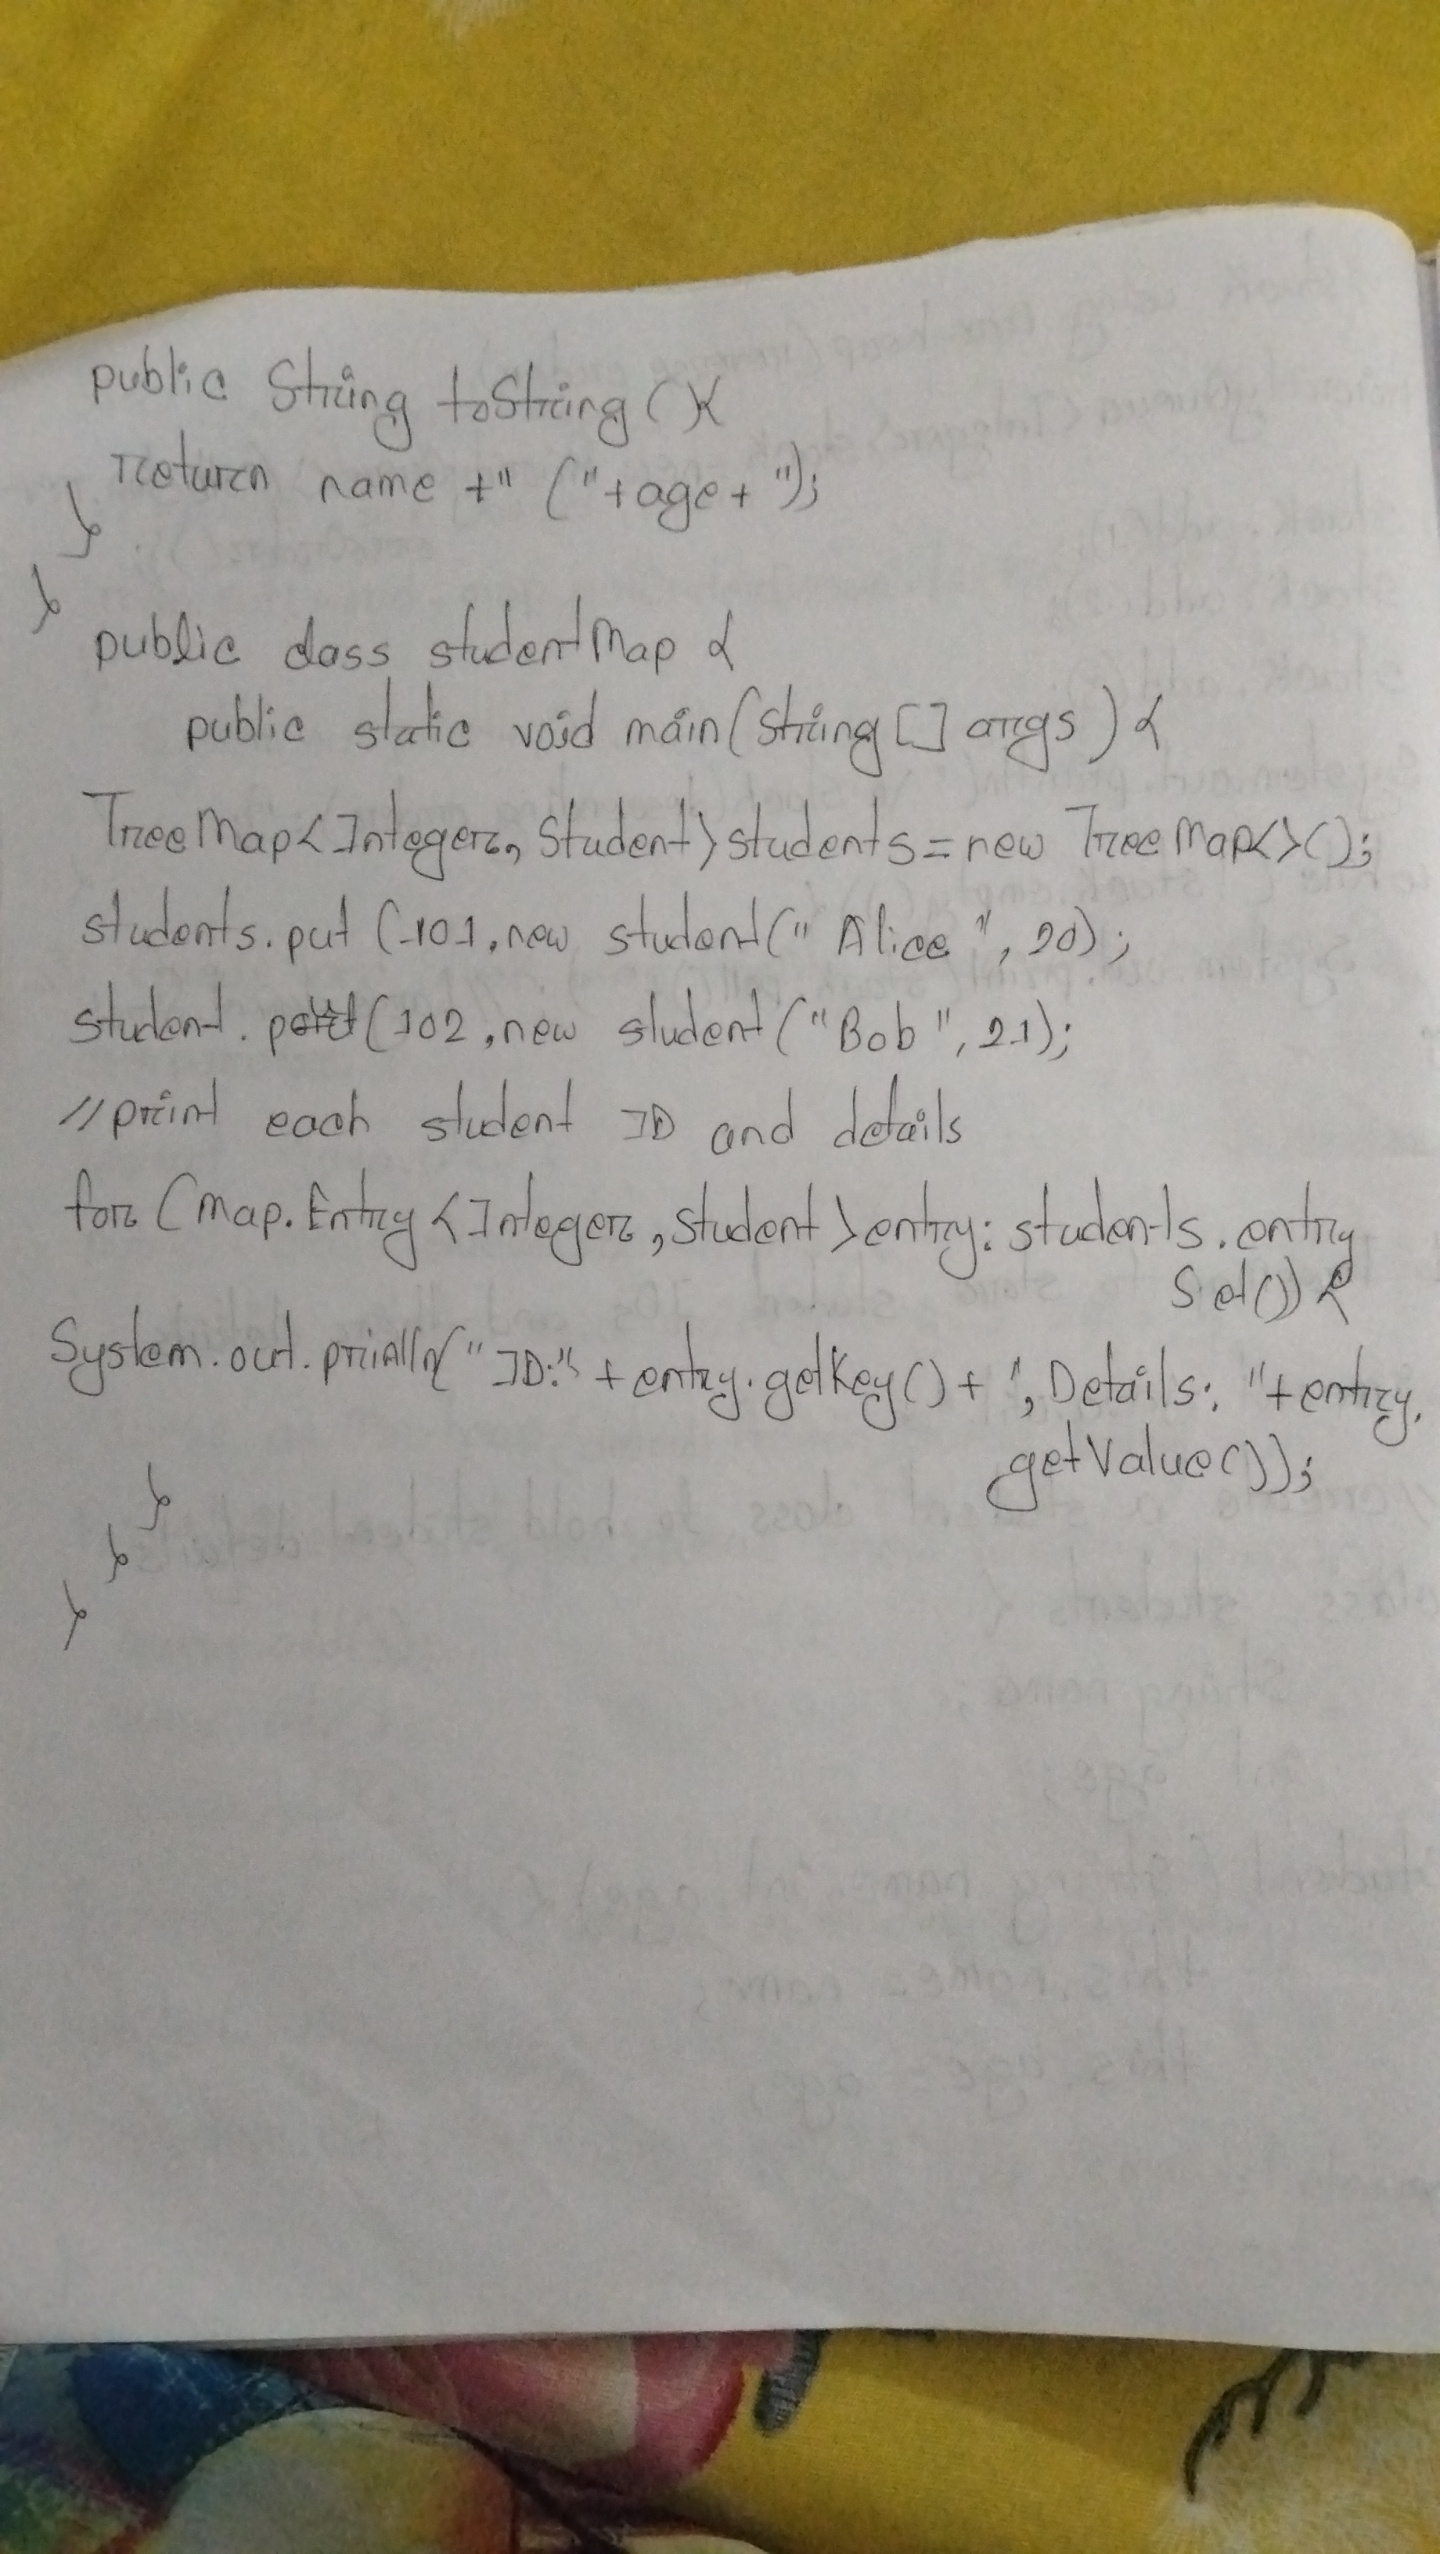 public String toString(){
return name +" ("+age+ ");
}
}
public class studentMap {
public static void main(String[] args) {
TreeMap<Integer, Student>students=new TreeMap<>();
students.put (101,new student(" Alice ", 20);
student. put(102,new student("Bob", 21);
//print each student ID and details
for (Map.Entry<Integer,Student>entry: students.entry
Set()) {
System.out.println("ID:" + entry.getKey()+ ", Details: "+entry.
getValue());
}
}
}